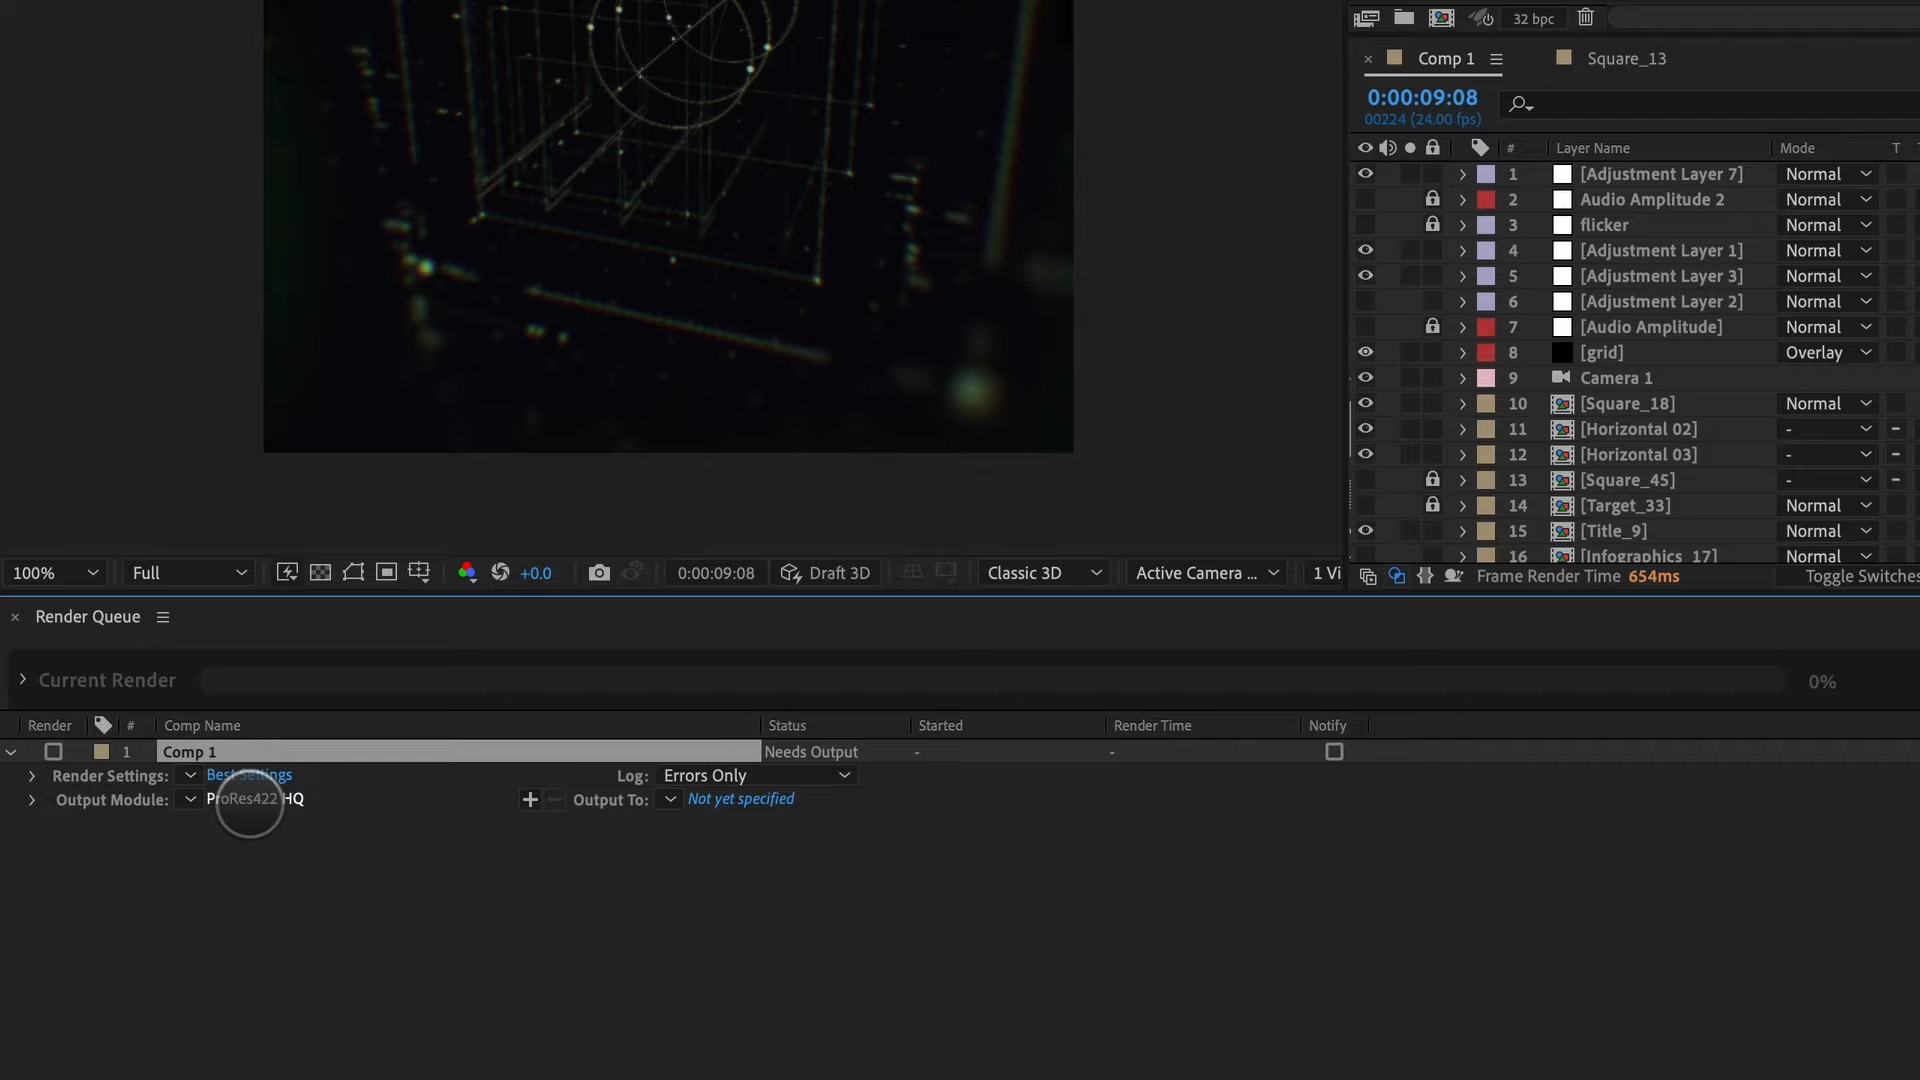 32 bpc
Comp 1
Square_13
0:00:09:08
00224 (24.00 fps)
# Layer Name Mode T
1 [Adjustment Layer 7] Normal
2 Audio Amplitude 2 Normal
3 flicker Normal
4 [Adjustment Layer 1] Normal
5 [Adjustment Layer 3] Normal
6 [Adjustment Layer 2] Normal
7 [Audio Amplitude] Normal
8 [grid] Overlay
9 Camera 1
10 [Square_18] Normal
11 [Horizontal 02] -
12 [Horizontal 03] -
13 [Square_45] -
14 [Target_33] Normal
15 [Title_9] Normal
16 [Infographics_17] Normal
Frame Render Time 654ms
Toggle Switches
100% Full +0.0 0:00:09:08 Draft 3D Classic 3D Active Camera ... 1 Vi
Render Queue
Current Render 0%
Render # Comp Name Status Started Render Time Notify
1 Comp 1 Needs Output - -
Render Settings: Best Settings Log: Errors Only
Output Module: ProRes422 HQ Output To: Not yet specified